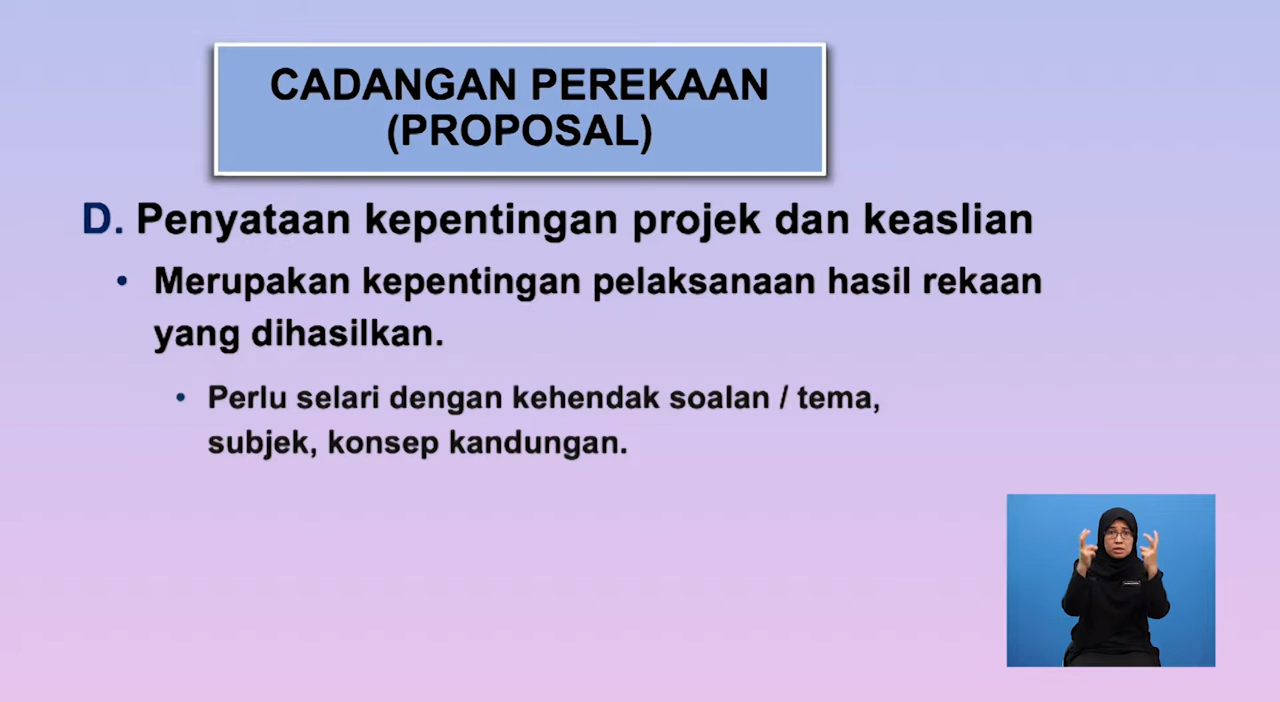 CADANGAN PEREKAAN
(PROPOSAL)
D. Penyataan kepentingan projek dan keaslian
• Merupakan kepentingan pelaksanaan hasil rekaan
yang dihasilkan.
• Perlu selari dengan kehendak soalan / tema,
subjek, konsep kandungan.